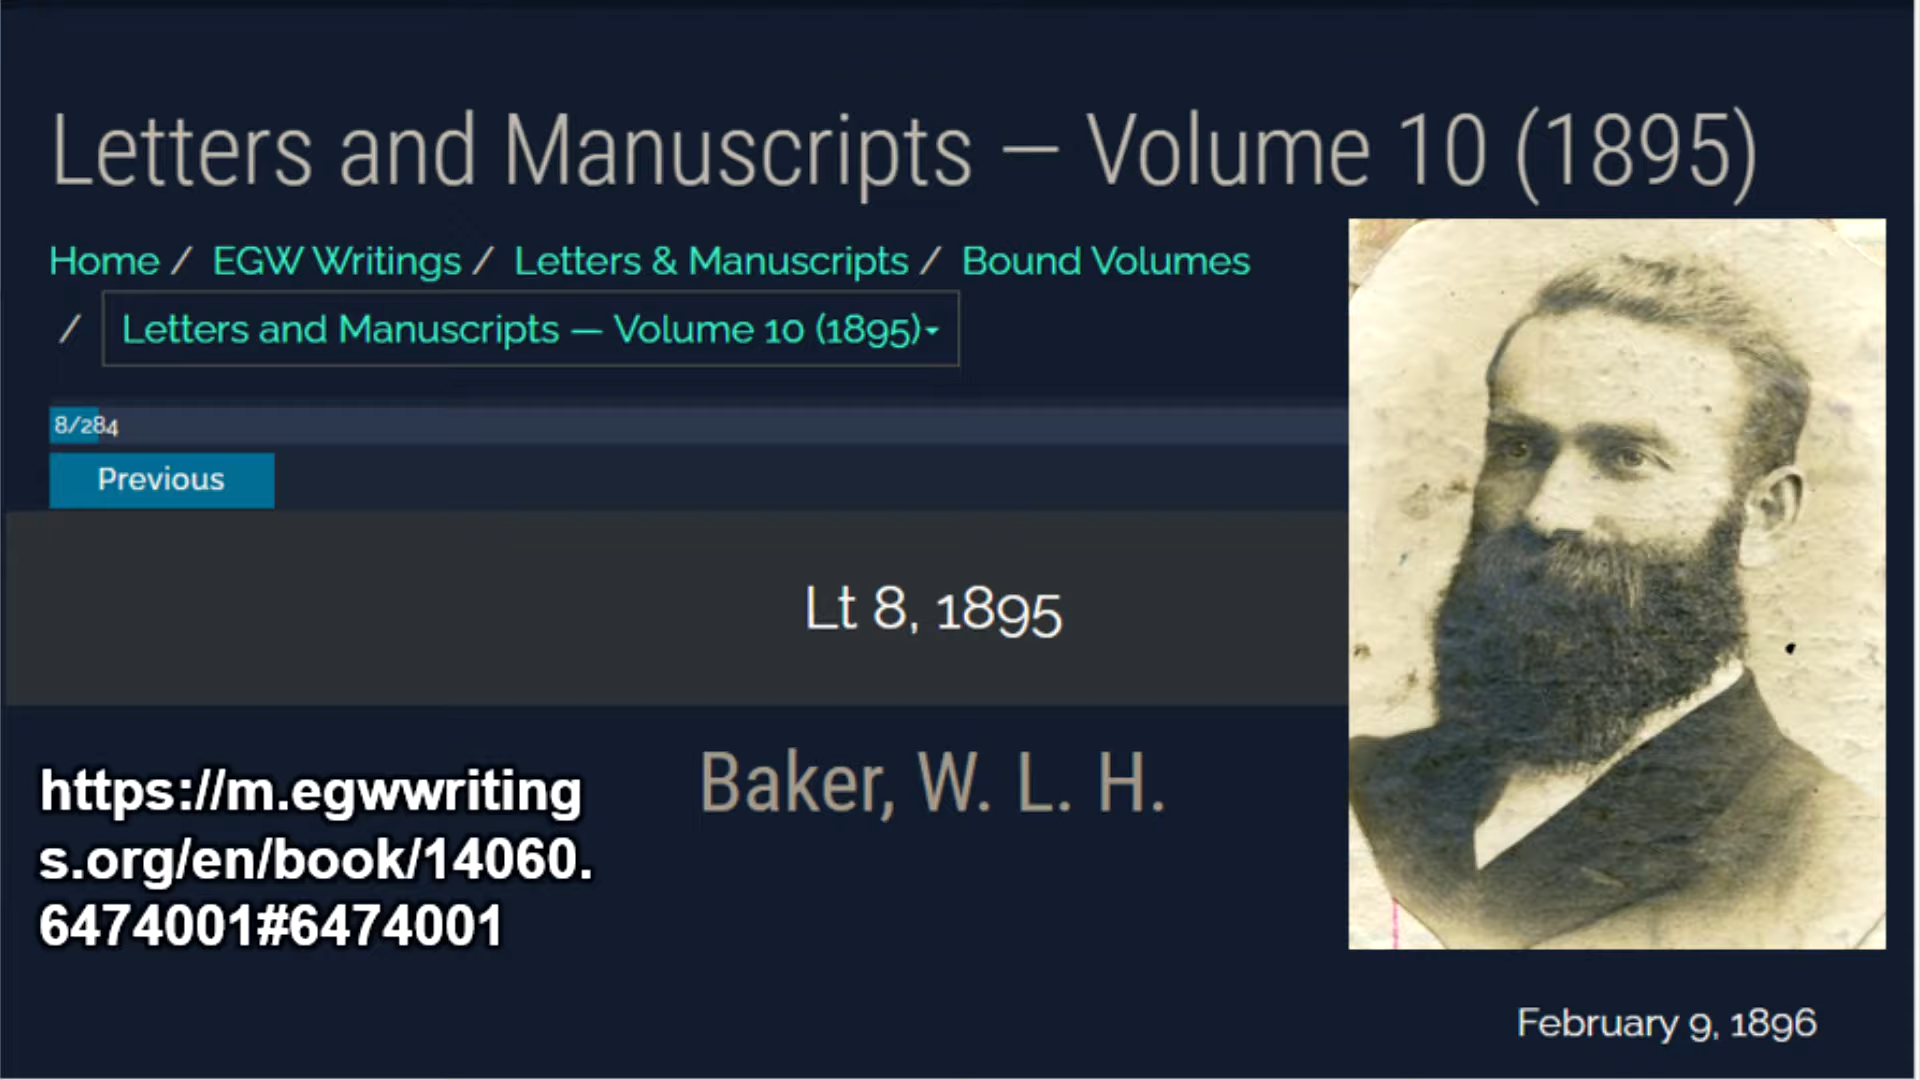 Letters and Manuscripts — Volume 10 (1895)
Home / EGW Writings / Letters & Manuscripts / Bound Volumes
/ Letters and Manuscripts — Volume 10 (1895)
8/284
Previous
Lt 8, 1895
Baker, W. L. H.
https://m.egwwriting
s.org/en/book/14060.
6474001#6474001
February 9, 1896